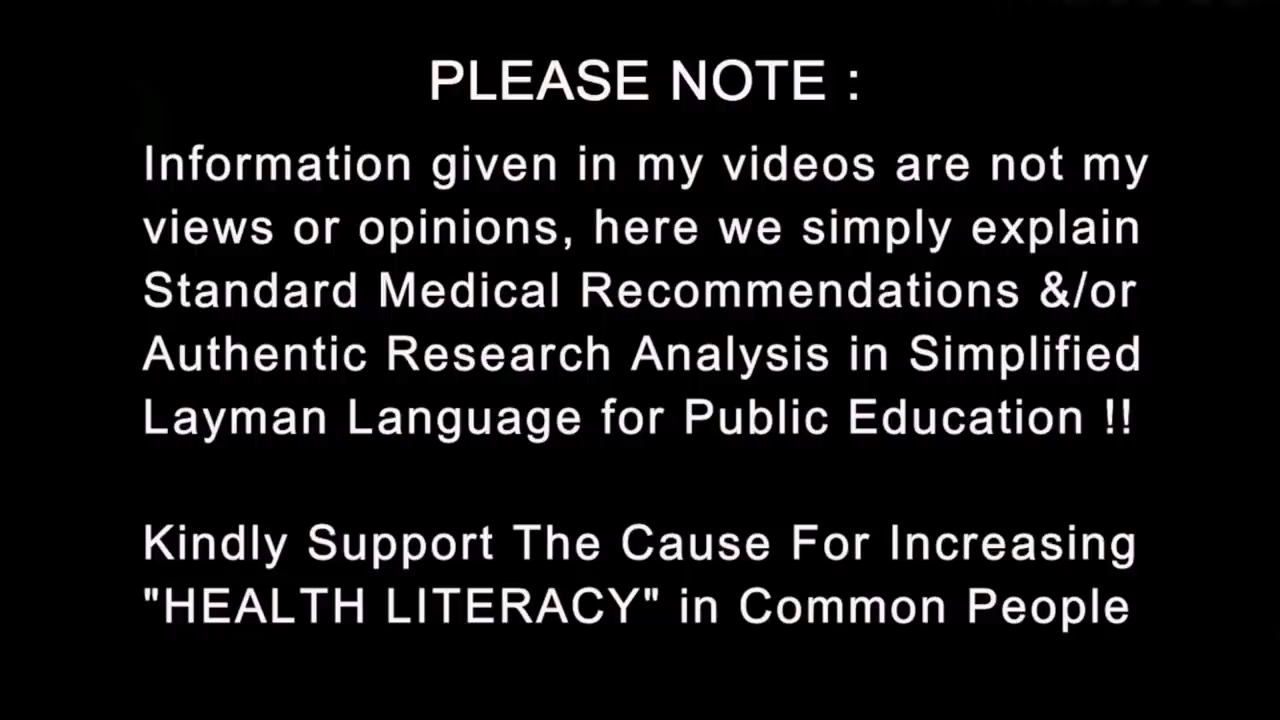 PLEASE NOTE :
Information given in my videos are not my
views or opinions, here we simply explain
Standard Medical Recommendations &/or
Authentic Research Analysis in Simplified
Layman Language for Public Education !!
Kindly Support The Cause For Increasing
"HEALTH LITERACY" in Common People